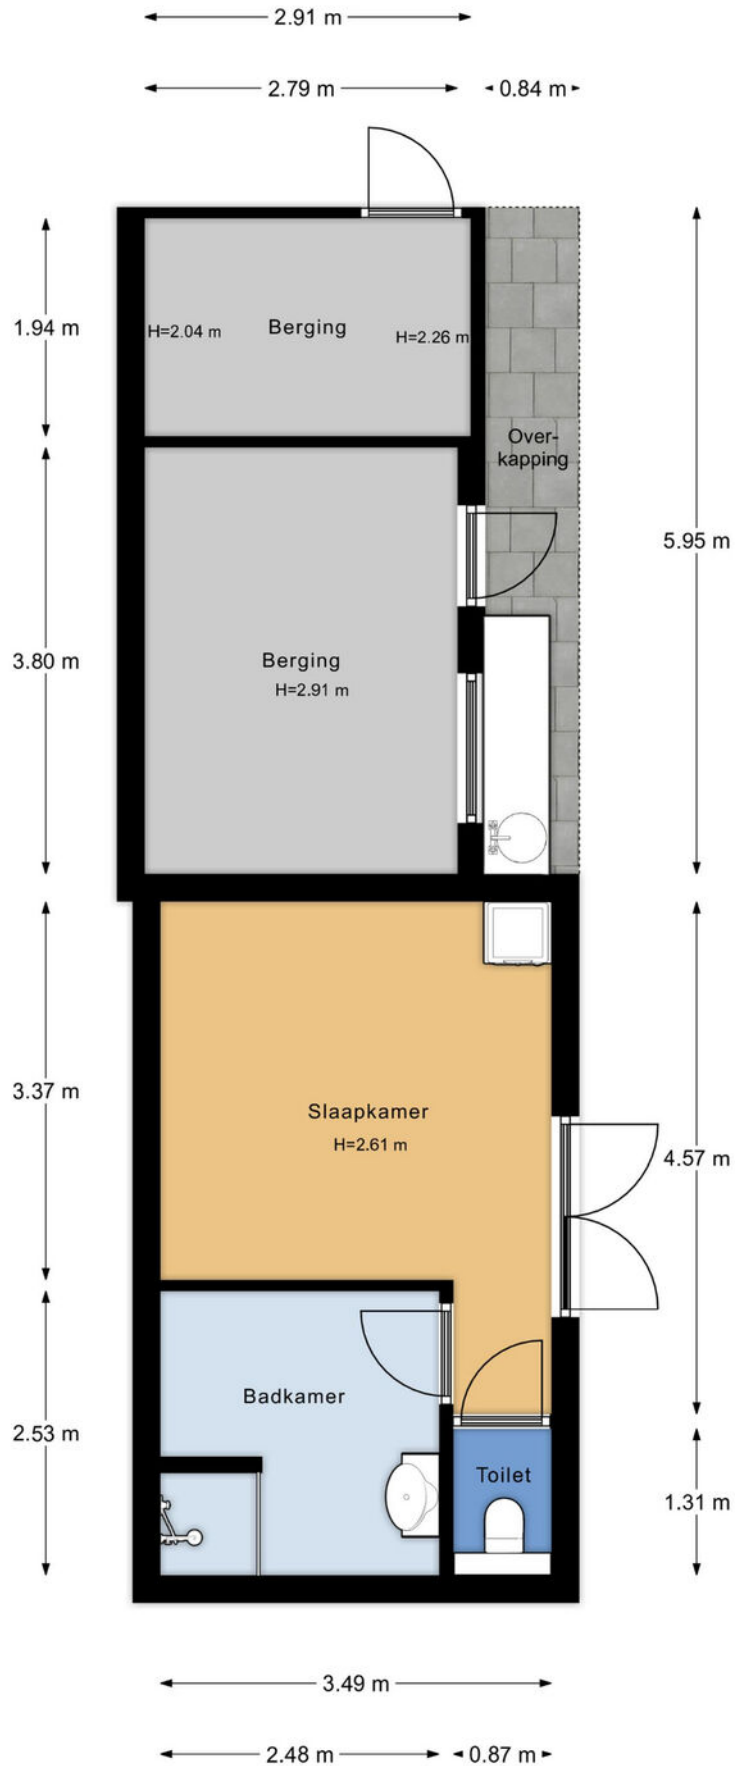 2.91 m
2.79 m
0.84 m
1.94 m
H=2.04 m
Berging
H=2.26 m
Over-
kapping
5.95 m
3.80 m
Berging
H=2.91 m
3.37 m
Slaapkamer
H=2.61 m
4.57 m
Badkamer
2.53 m
Toilet
1.31 m
3.49 m
2.48 m
0.87 m